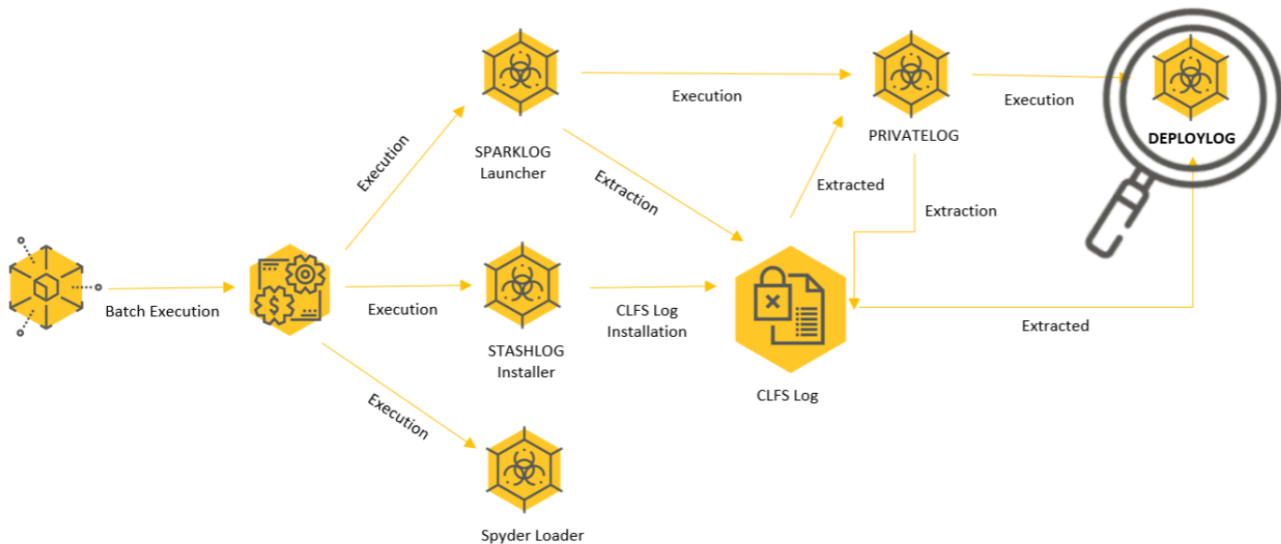 Execution
PRIVATELOG
Execution
DEPLOYLOG
SPARKLOG
Launcher
Execution
Extraction
Extracted
Extraction
Batch Execution
Execution
STASHLOG
Installer
CLFS Log
Installation
CLFS Log
Extracted
Execution
Spyder Loader